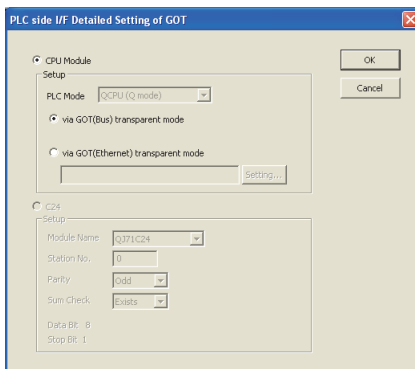 PLC side I/F Detailed Setting of GOT
CPU Module
OK
Setup
Cancel
PLC Mode QCPU (Q mode)
via GOT(Bus) transparent mode
via GOT(Ethernet) transparent mode
Setting...
C24
Setup
Module Name QJ71C24
Station No. 0
Parity Odd
Sum Check Exists
Data Bit 8
Stop Bit 1